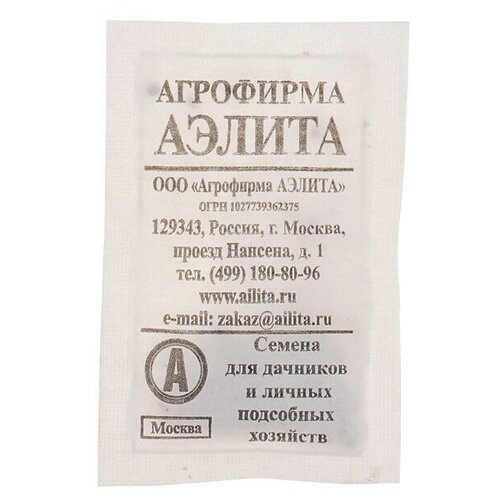 АГРОФИРМА
АЭЛИТА
ООО «Агрофирма АЭЛИТА»
ОГРН 1027739362375
129343, Россия, г. Москва,
проезд Нансена, д. 1
тел. (499) 180-80-96
www.ailita.ru
e-mail: zakaz@ailita.ru
А
Москва
Семена
для дачников
и личных
подсобных
хозяйств